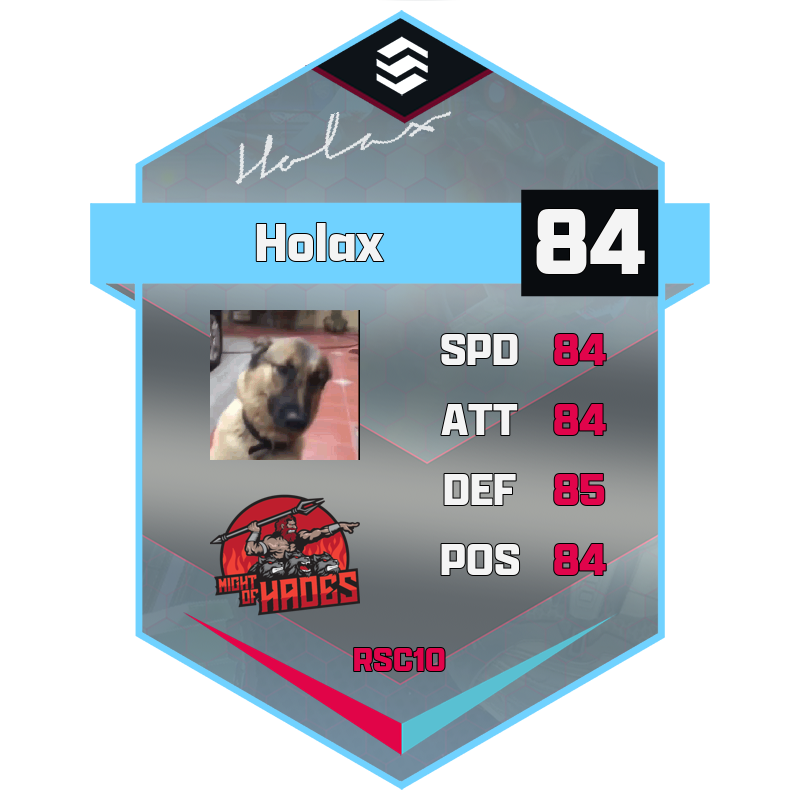 Holax
Holax
84
SPD 84
ATT 84
DEF 85
POS 84
MIGHT
OF HADES
RSC10